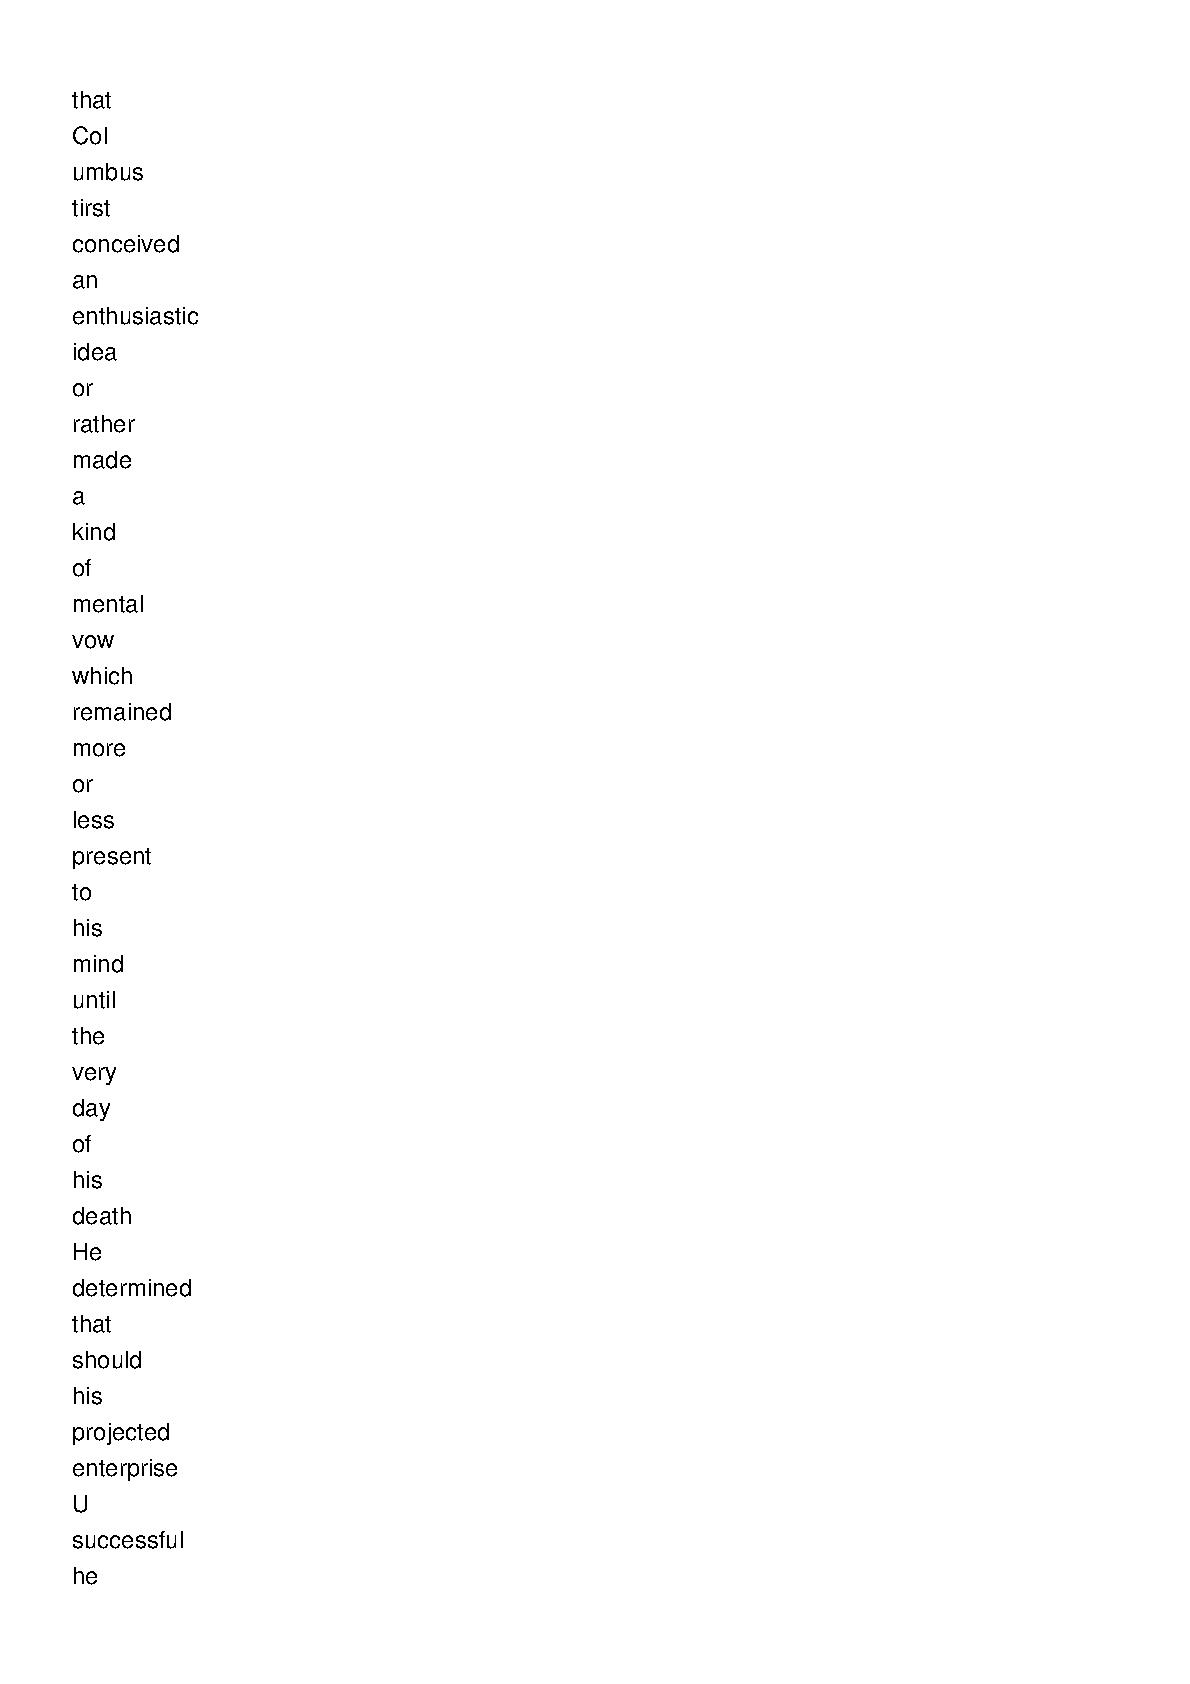 that
Col
umbus
tirst
conceived
an
enthusiastic
idea
or
rather
made
a
kind
of
mental
vow
which
remained
more
or
less
present
to
his
mind
until
the
very
day
of
his
death
He
determined
that
should
his
projected
enterprise
U
successful
he